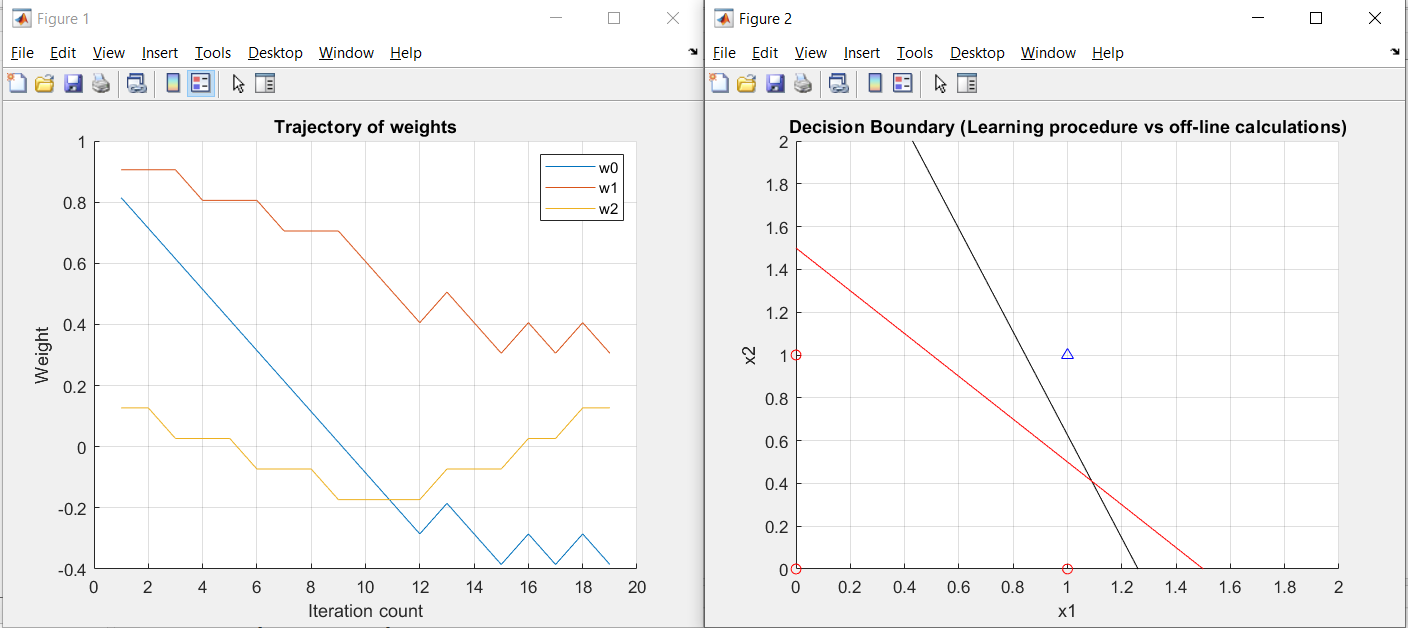 Figure 1
File Edit View Insert Tools Desktop Window Help
Trajectory of weights
1
0.8
0.6
0.4
0.2
0
-0.2
-0.4
Weight
w0
w1
w2
0 2 4 6 8 10 12 14 16 18 20
Iteration count
Figure 2
File Edit View Insert Tools Desktop Window Help
Decision Boundary (Learning procedure vs off-line calculations)
2
1.8
1.6
1.4
1.2
1
0.8
0.6
0.4
0.2
0
x2
0 0.2 0.4 0.6 0.8 1 1.2 1.4 1.6 1.8 2
x1